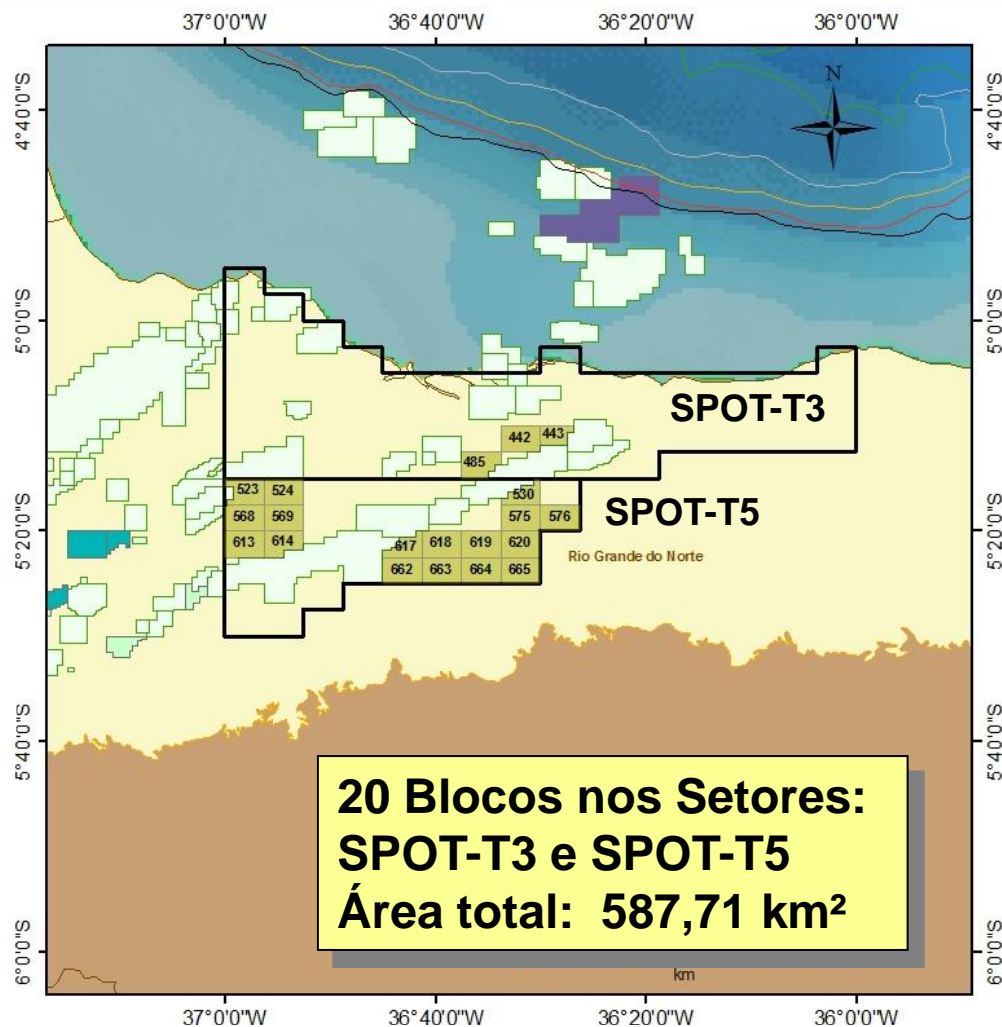 37°0'0"W 36°40'0"W 36°20'0"W 36°0'0"W
4°40'0"S 4°40'0"S
N
5°0'0"S 5°0'0"S
SPOT-T3
442 443
485
523 524 530
SPOT-T5
568 569 575 576
5°20'0"S 5°20'0"S
613 614 617 618 619 620
Rio Grande do Norte
662 663 664 665
5°40'0"S 5°40'0"S
20 Blocos nos Setores:
SPOT-T3 e SPOT-T5
Área total: 587,71 km²
6°0'0"S 6°0'0"S
km
37°0'0"W 36°40'0"W 36°20'0"W 36°0'0"W